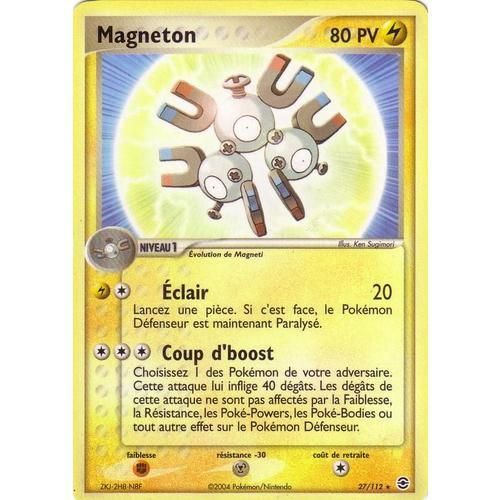 Magneton 80 PV
Illus. Ken Sugimori
NIVEAU 1
Évolution de Magneti
Éclair 20
Lancez une pièce. Si c'est face, le Pokémon
Défenseur est maintenant Paralysé.
Coup d'boost
Choisissez 1 des Pokémon de votre adversaire.
Cette attaque lui inflige 40 dégâts. Les dégâts de
cette attaque ne sont pas affectés par la Faiblesse,
la Résistance, les Poké-Powers, les Poké-Bodies ou
tout autre effet sur le Pokémon Défenseur.
faiblesse résistance -30 coût de retraite
ZKJ-2H8-NBF ©2004 Pokémon/Nintendo 27/112 ★